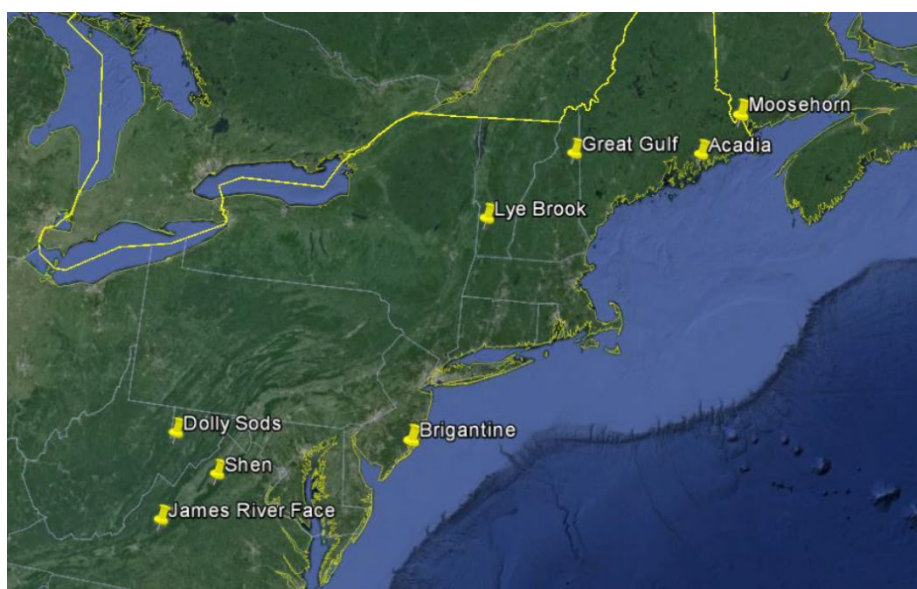 Moosehorn
Great Gulf
Acadia
Lye Brook
Dolly Sods
Brigantine
Shen
James River Face